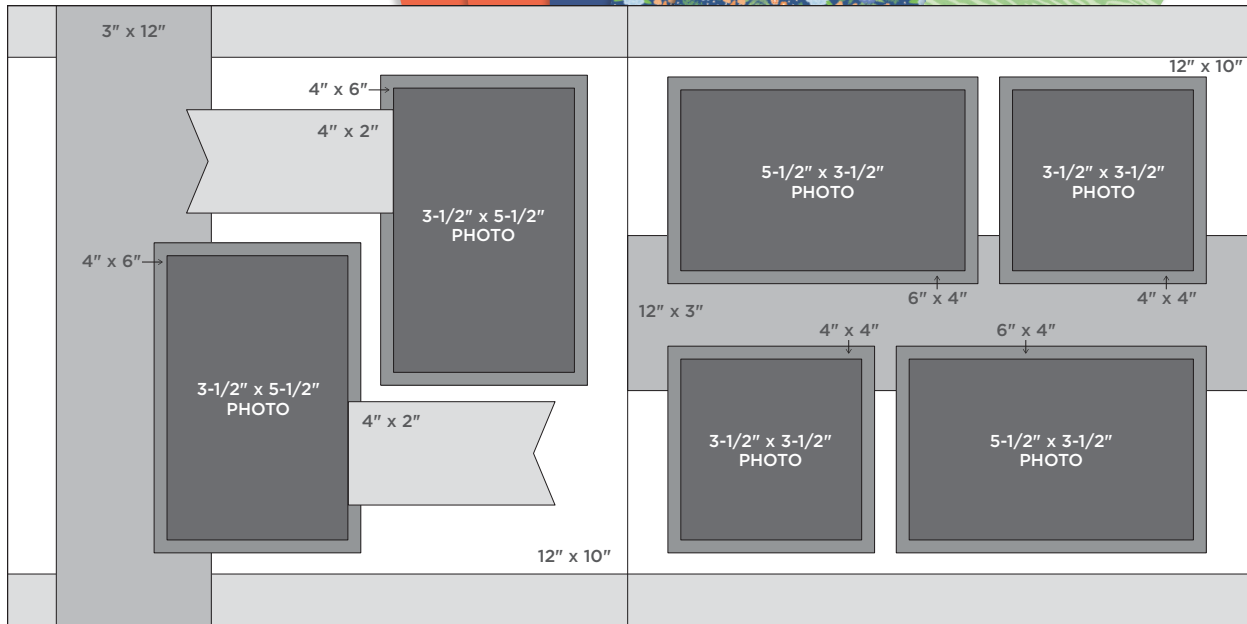 3" x 12"
4" x 6"
4" x 2"
3-1/2" x 5-1/2"
PHOTO
4" x 6"
3-1/2" x 5-1/2"
PHOTO
4" x 2"
12" x 10"
12" x 10"
5-1/2" x 3-1/2"
PHOTO
3-1/2" x 3-1/2"
PHOTO
6" x 4"
4" x 4"
12" x 3"
4" x 4"
6" x 4"
3-1/2" x 3-1/2"
PHOTO
5-1/2" x 3-1/2"
PHOTO